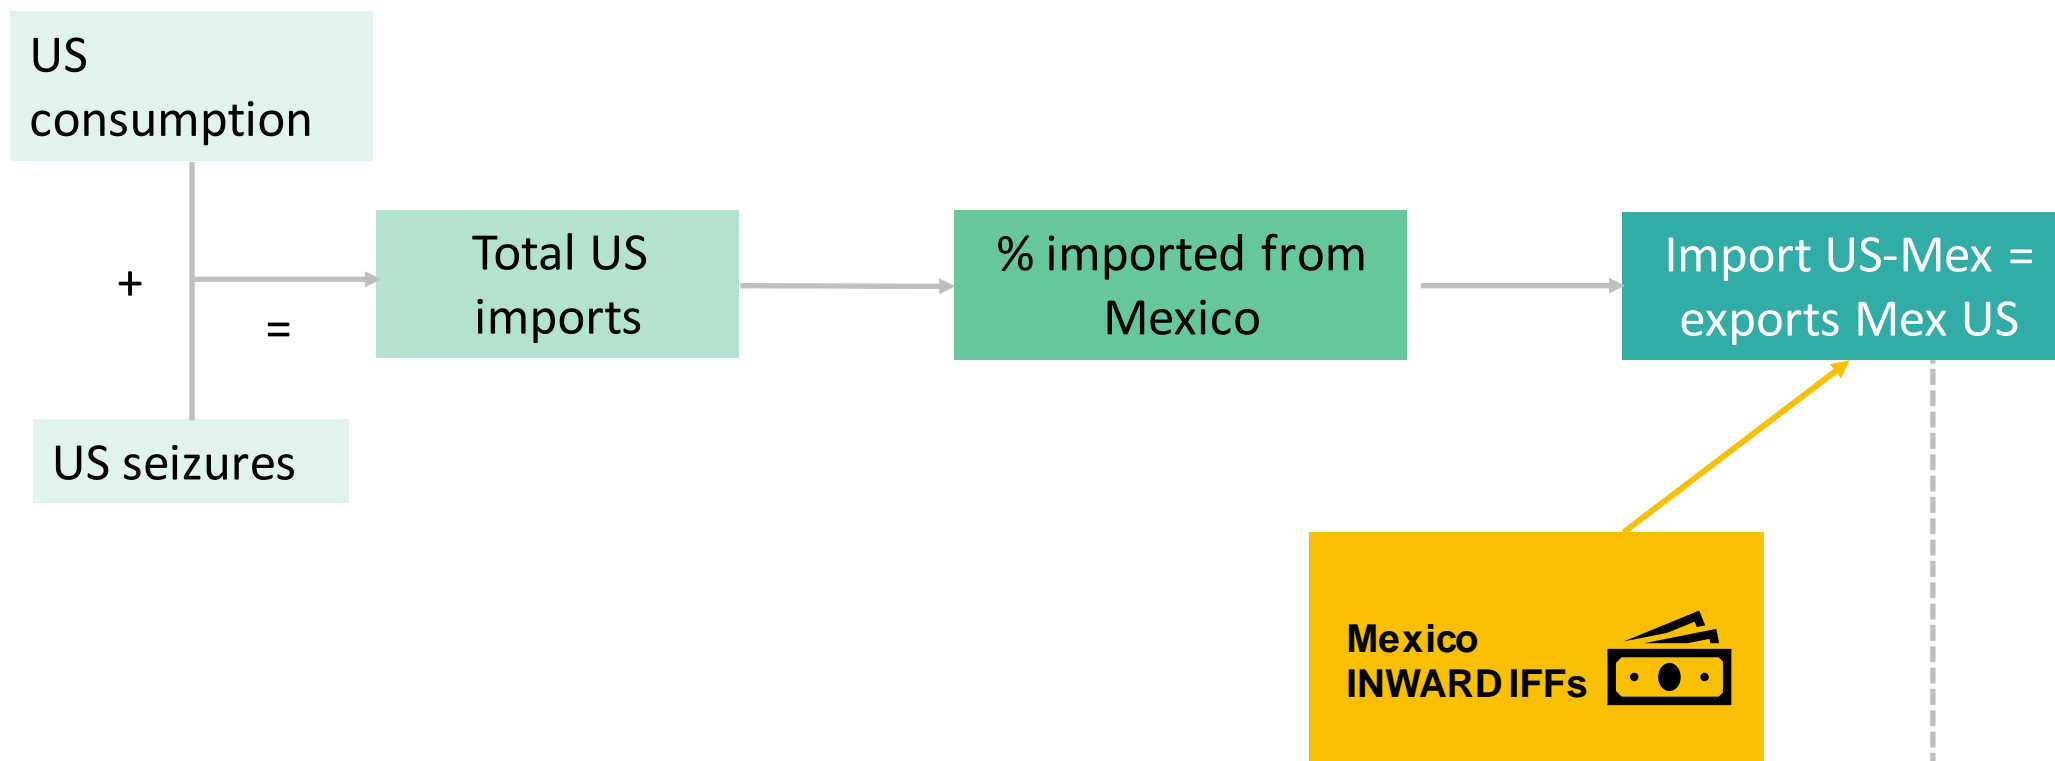 US
consumption
+
=
US seizures
Total US
imports
% imported from
Mexico
Import US-Mex =
exports Mex US
Mexico
INWARD IFFs